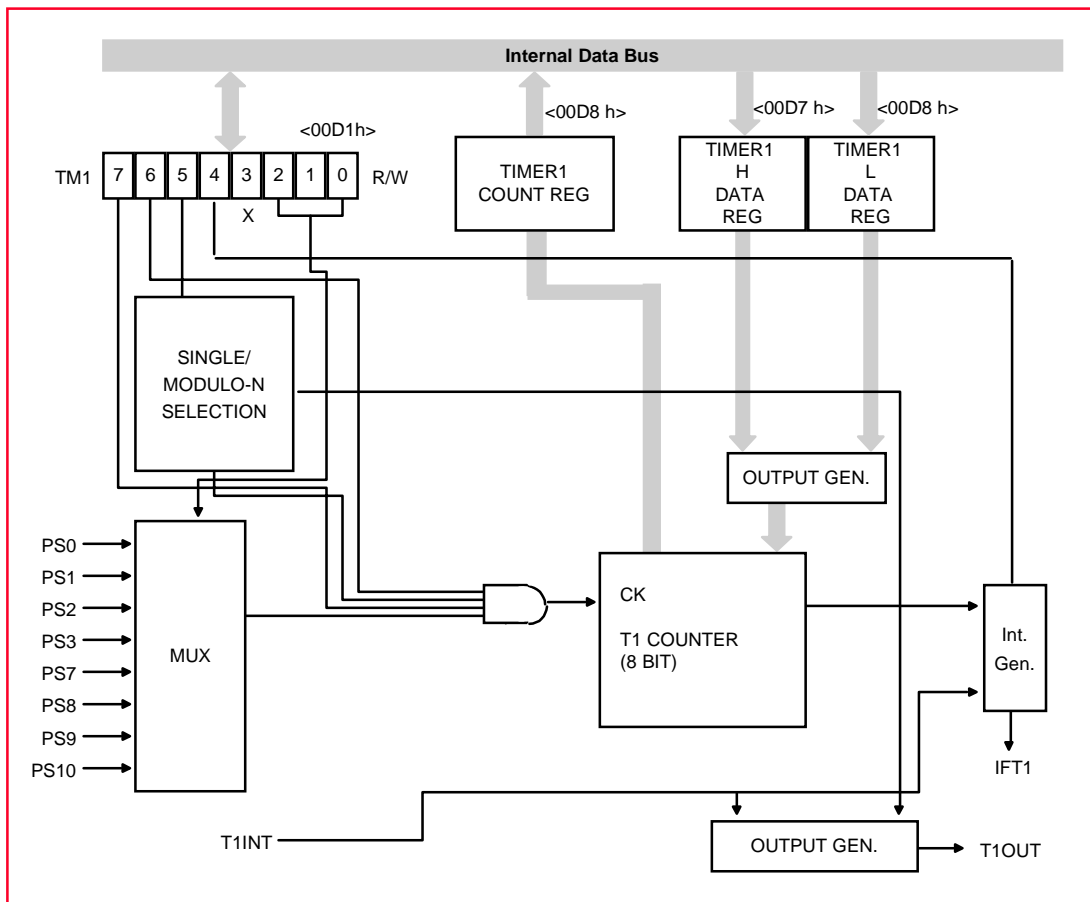 Internal Data Bus
<00D1h>
<00D8 h>
<00D7 h>
<00D8 h>
TM1
7 6 5 4 3 2 1 0
R/W
X
TIMER1
COUNT REG
TIMER1
H
DATA
REG
TIMER1
L
DATA
REG
SINGLE/
MODULO-N
SELECTION
OUTPUT GEN.
PS0
PS1
PS2
PS3
PS7
PS8
PS9
PS10
MUX
CK
T1 COUNTER
(8 BIT)
Int.
Gen.
IFT1
T1INT
OUTPUT GEN.
T1OUT